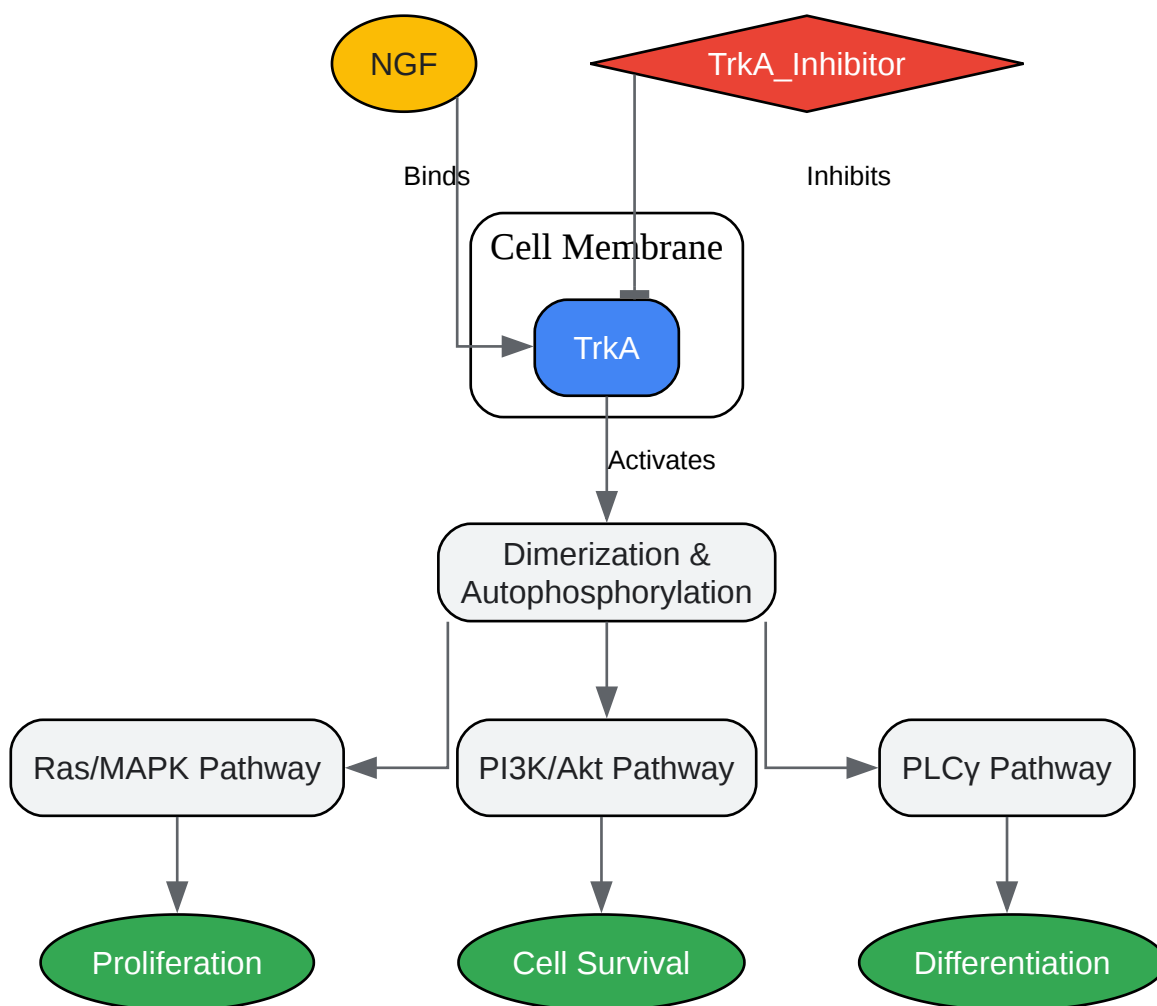 NGF
TrkA_Inhibitor
Binds
Inhibits
Cell Membrane
TrkA
Activates
Dimerization &
Autophosphorylation
Ras/MAPK Pathway
PI3K/Akt Pathway
PLCγ Pathway
Proliferation
Cell Survival
Differentiation